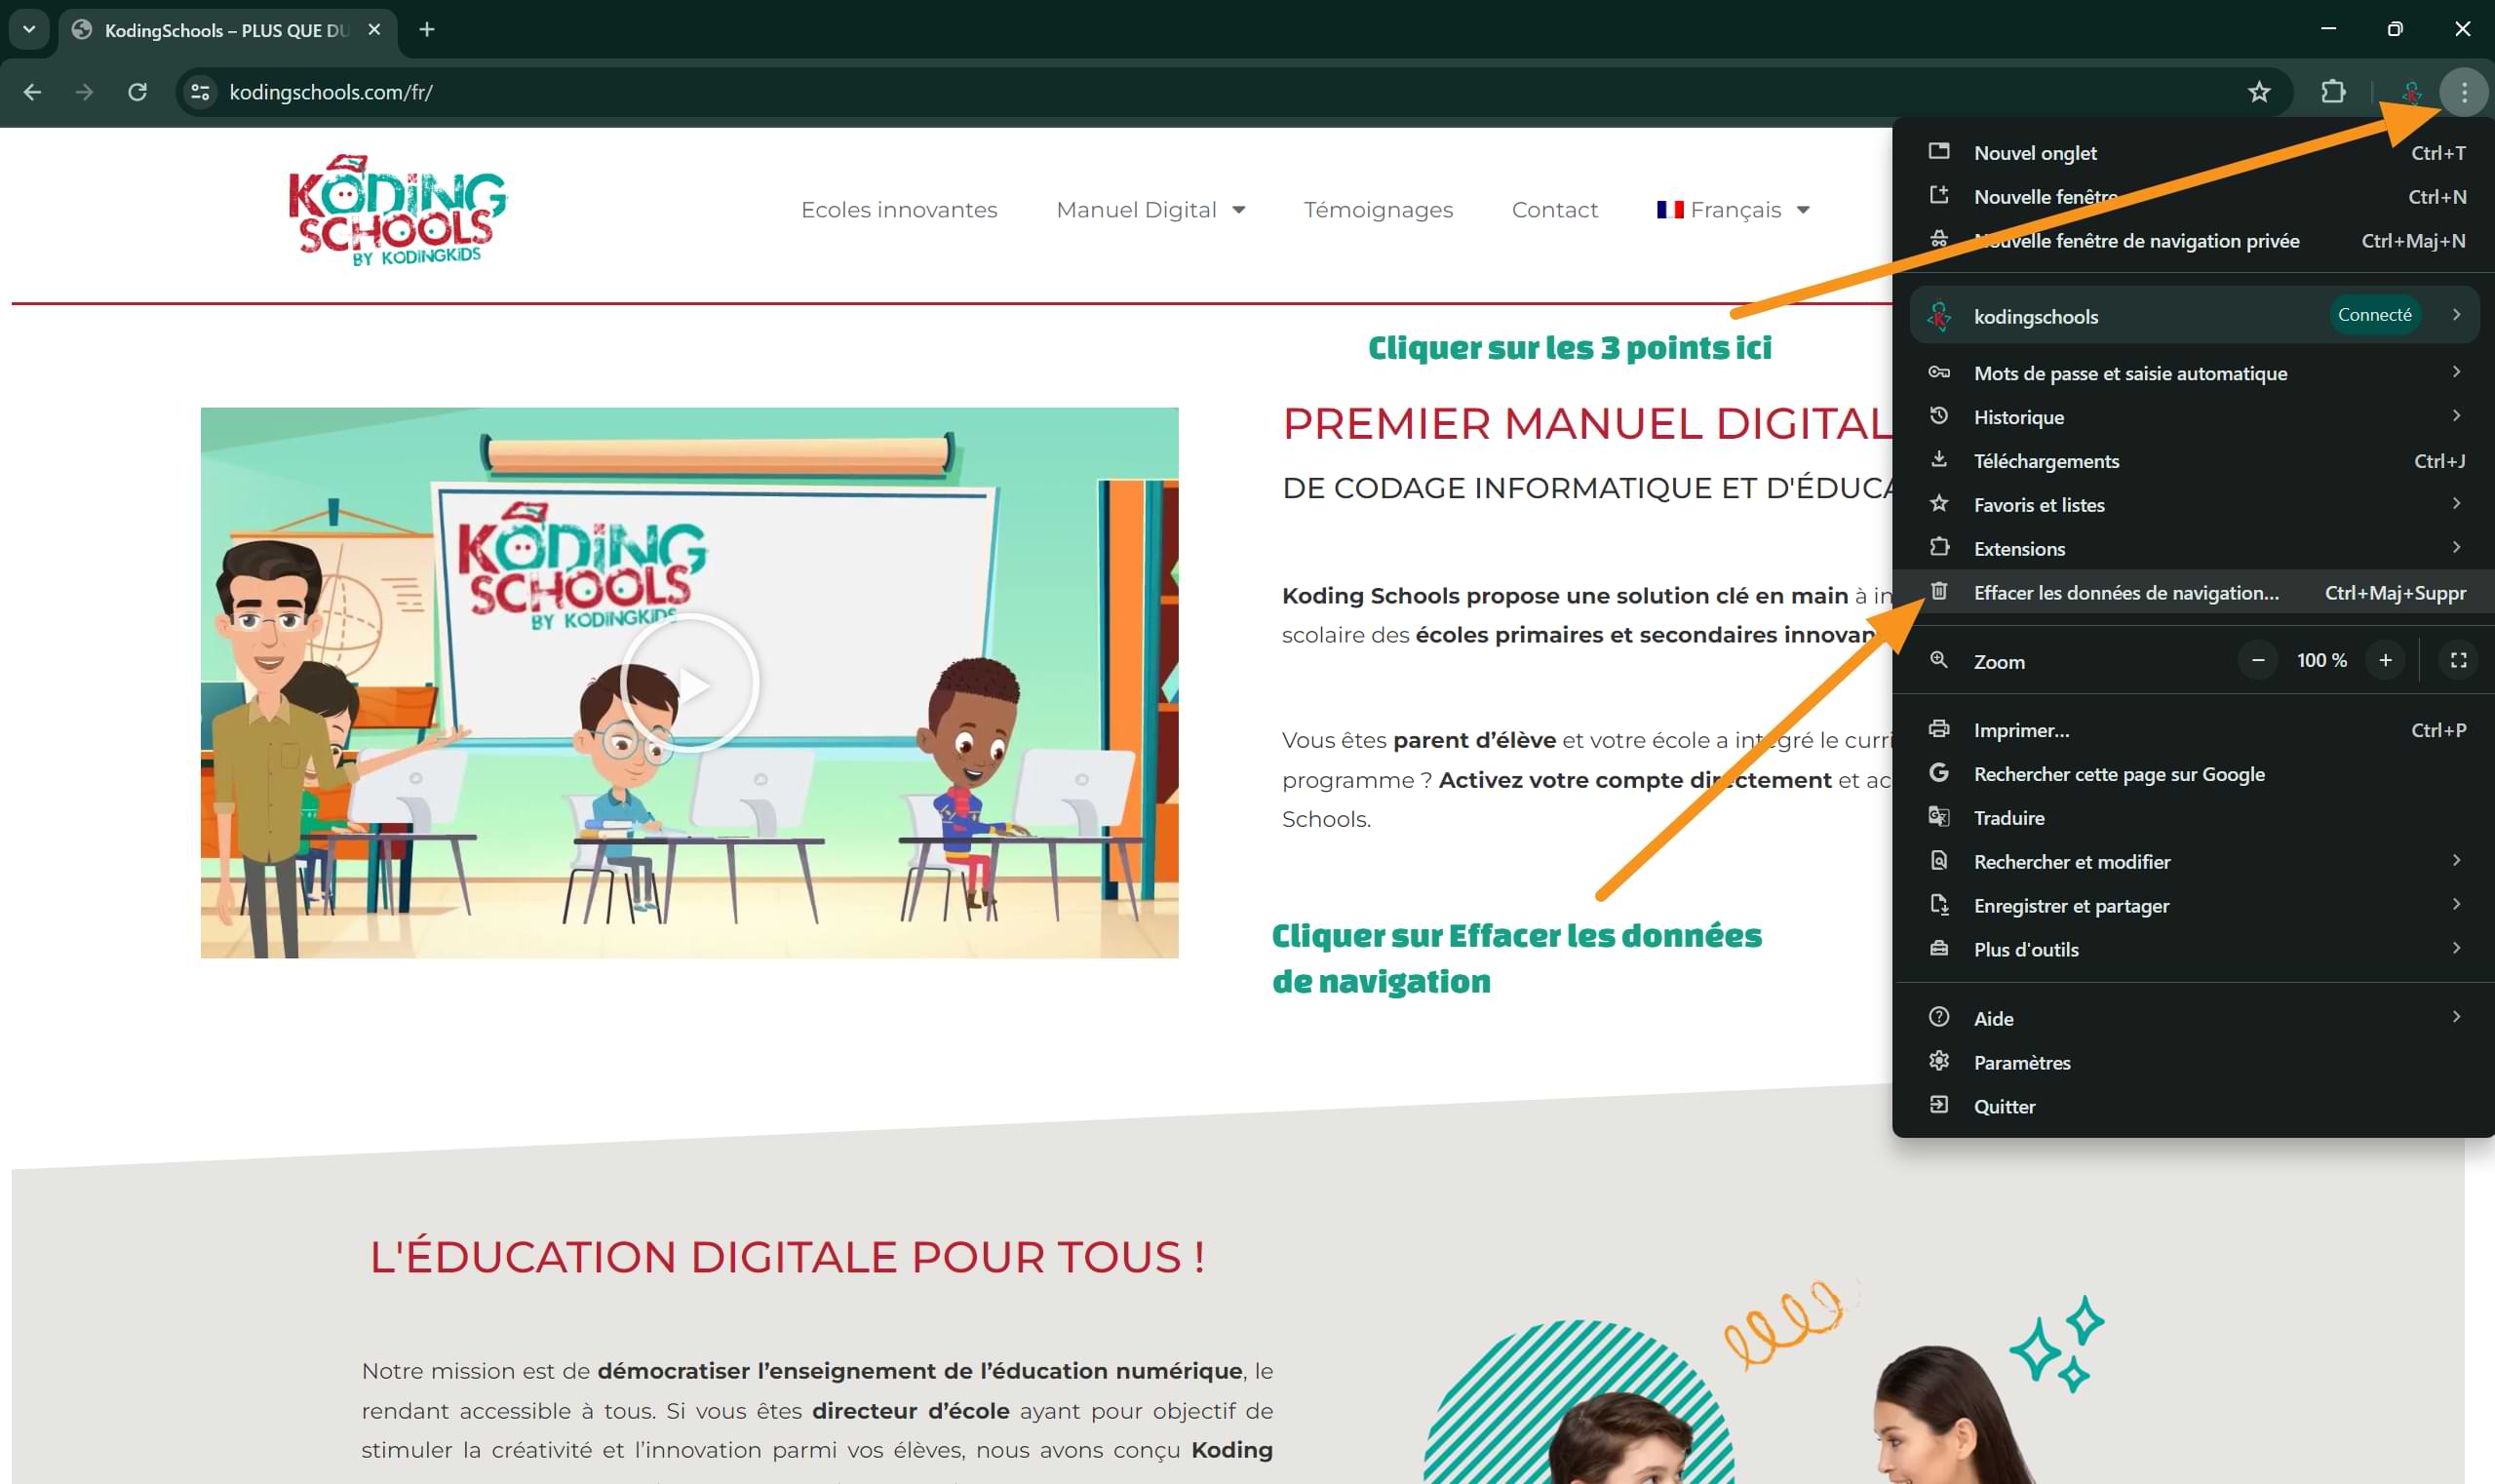 KodingSchools – PLUS QUE DU
kodingschools.com/fr/
KODING
SCHOOLS
BY KODINGKIDS
Ecoles innovantes
Manuel Digital
Témoignages
Contact
Français
Cliquer sur les 3 points ici
KODING
SCHOOLS
BY KODINGKIDS
PREMIER MANUEL DIGITAL
DE CODAGE INFORMATIQUE ET D'ÉDUCA
Koding Schools propose une solution clé en main à in
scolaire des écoles primaires et secondaires innovan
Vous êtes parent d’élève et votre école a intégré le curri
programme ? Activez votre compte directement et ac
Schools.
Cliquer sur Effacer les données
de navigation
Nouvel onglet Ctrl+T
Nouvelle fenêtre Ctrl+N
Nouvelle fenêtre de navigation privée Ctrl+Maj+N
kodingschools Connecté
Mots de passe et saisie automatique
Historique
Téléchargements Ctrl+J
Favoris et listes
Extensions
Effacer les données de navigation... Ctrl+Maj+Suppr
Zoom − 100 % +
Imprimer... Ctrl+P
Rechercher cette page sur Google
Traduire
Rechercher et modifier
Enregistrer et partager
Plus d'outils
Aide
Paramètres
Quitter
L'ÉDUCATION DIGITALE POUR TOUS !
Notre mission est de démocratiser l’enseignement de l’éducation numérique, le
rendant accessible à tous. Si vous êtes directeur d’école ayant pour objectif de
stimuler la créativité et l’innovation parmi vos élèves, nous avons conçu Koding